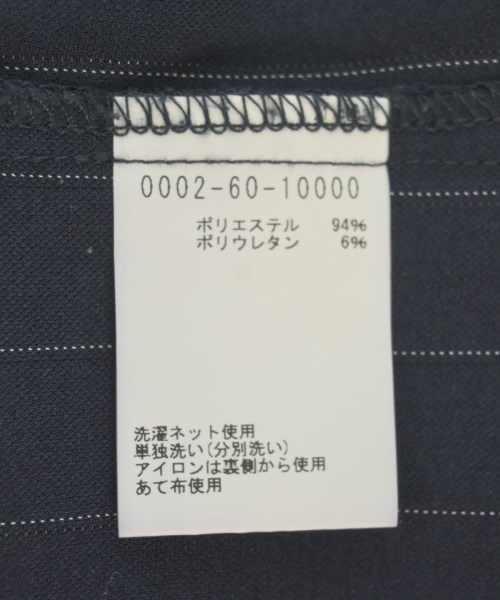 0002-60-10000
ポリエステル 94%
ポリウレタン 6%
洗濯ネット使用
単独洗い(分別洗い)
アイロンは裏側から使用
あて布使用